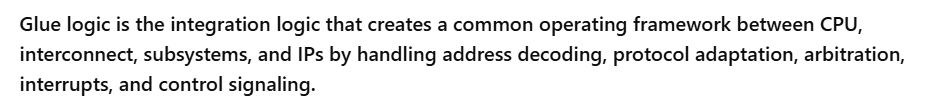 Glue logic is the integration logic that creates a common operating framework between CPU,
interconnect, subsystems, and IPs by handling address decoding, protocol adaptation, arbitration,
interrupts, and control signaling.